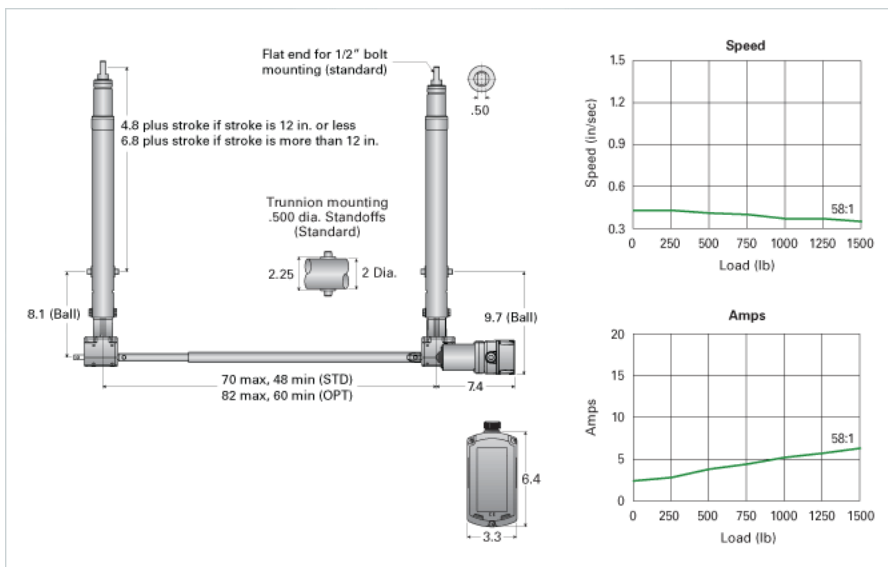 Flat end for 1/2" bolt
mounting (standard)
.50
4.8 plus stroke if stroke is 12 in. or less
6.8 plus stroke if stroke is more than 12 in.
Trunnion mounting
.500 dia. Standoffs
(Standard)
2.25
2 Dia.
8.1 (Ball)
9.7 (Ball)
70 max, 48 min (STD)
82 max, 60 min (OPT)
7.4
6.4
3.3
Speed
Speed (in/sec)
1.5
1.2
0.9
0.6
0.3
58:1
0 250 500 750 1000 1250 1500
Load (lb)
Amps
Amps
20
15
10
5
0
58:1
0 250 500 750 1000 1250 1500
Load (lb)